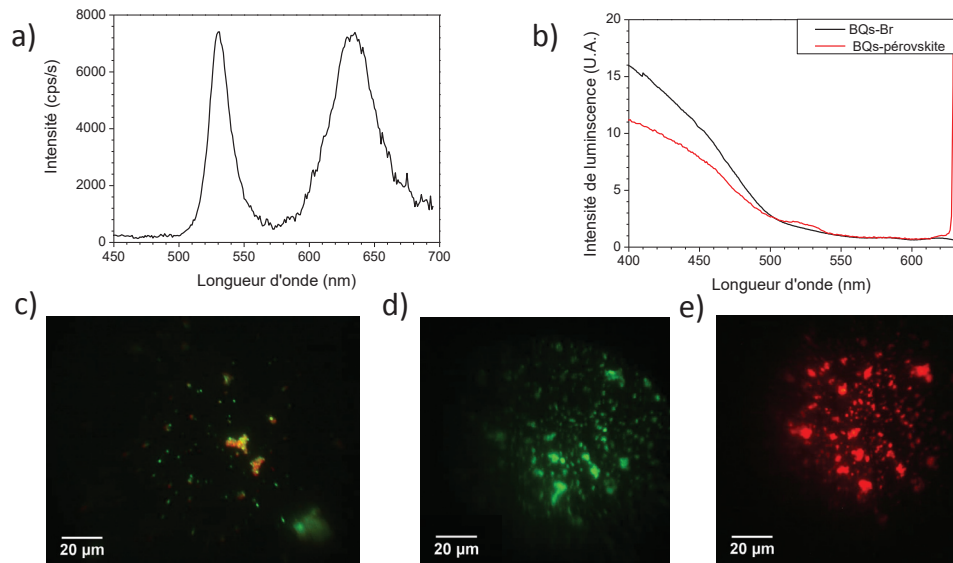 a)
8000
6000
4000
2000
0
Intensité (cps/s)
450 500 550 600 650 700
Longueur d'onde (nm)
b)
20
15
10
5
0
Intensité de luminscence (U.A.)
BQs-Br
BQs-pérovskite
400 450 500 550 600
Longueur d'onde (nm)
c)
20 µm
d)
20 µm
e)
20 µm